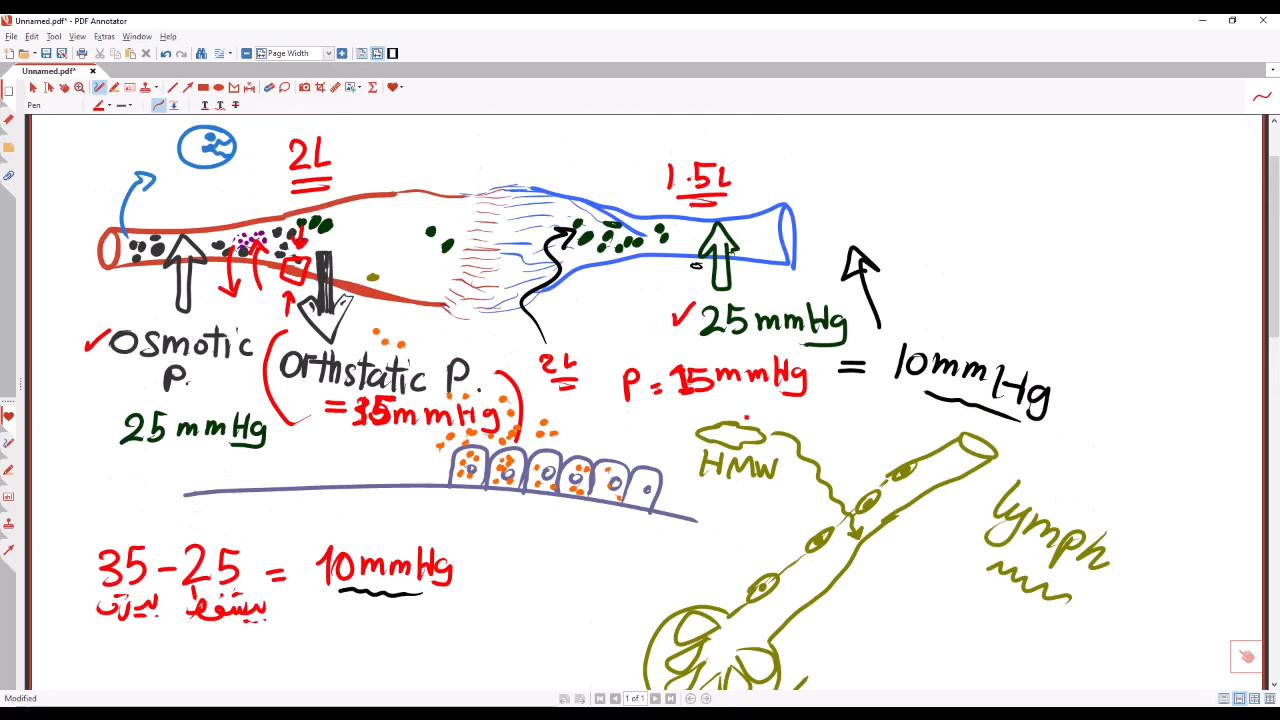 Unnamed.pdf* - PDF Annotator
File Edit Tool View Extras Window Help
Page Width
Unnamed.pdf*
Pen
2L
1.5L
Osmotic
P.
25 mmHg
Orthstatic P.
= 35mmHg
2L
25mmHg
P = 15mmHg
= 10mmHg
HMW
lymph
35 - 25 = 10mmHg
بيشفط
1 of 1
Modified